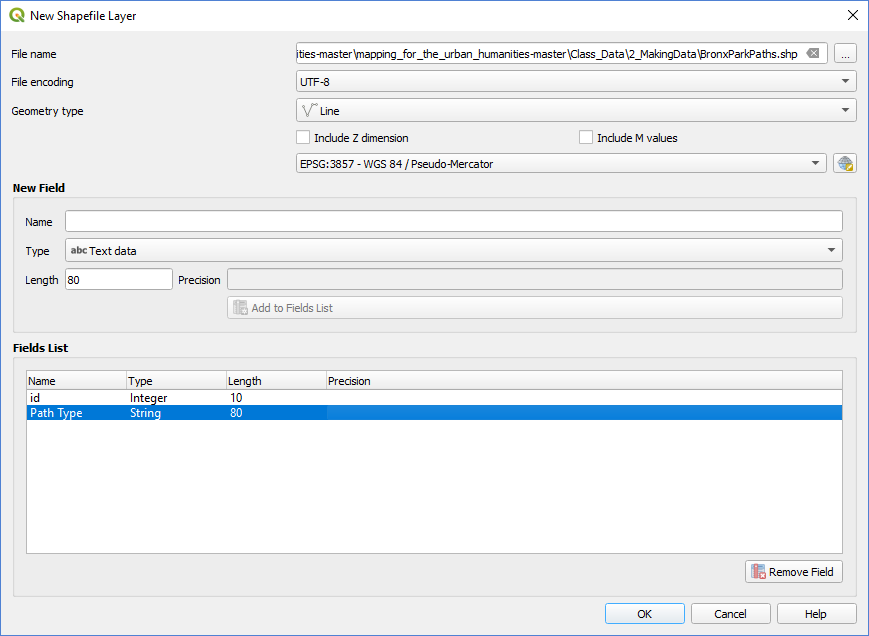 New Shapefile Layer
File name
ities-master\mapping_for_the_urban_humanities-master\Class_Data\2_MakingData\BronxParkPaths.shp
...
File encoding
UTF-8
Geometry type
Line
Include Z dimension
Include M values
EPSG:3857 - WGS 84 / Pseudo-Mercator
New Field
Name
Type
abc Text data
Length
80
Precision
Add to Fields List
Fields List
Name Type Length Precision
id Integer 10
Path Type String 80
Remove Field
OK
Cancel
Help